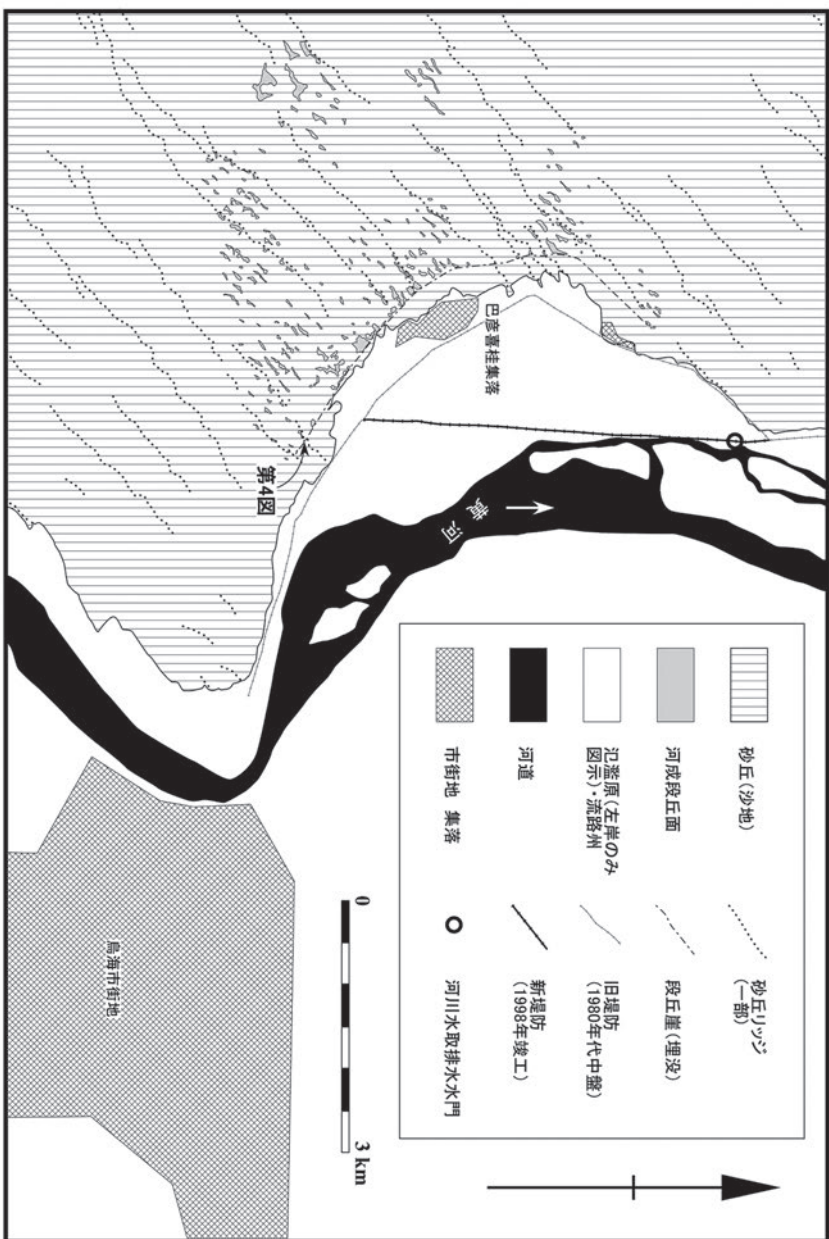 巴彦喜桂集落
第4図
黄河
砂丘(沙地)
河成段丘面
氾濫原(左岸のみ
図示)・流路州
河道
市街地 集落
砂丘リッジ
(一部)
段丘崖(埋没)
旧堤防
(1980年代中盤)
新堤防
(1998年竣工)
河川水取排水水門
0
3 km
烏海市街地